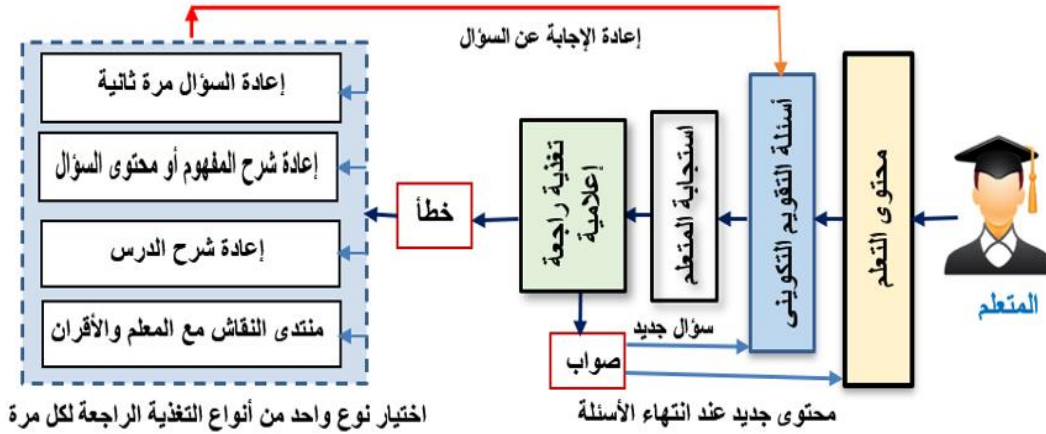 إعادة الإجابة عن السؤال
المتعلم
محتوى التعلم
أسئلة التقويم التكوينى
استجابة المتعلم
تغذية راجعة
إعلامية
خطأ
صواب
سؤال جديد
محتوى جديد عند انتهاء الأسئلة
إعادة السؤال مرة ثانية
إعادة شرح المفهوم أو محتوى السؤال
إعادة شرح الدرس
منتدى النقاش مع المعلم والأقران
اختيار نوع واحد من أنواع التغذية الراجعة لكل مرة